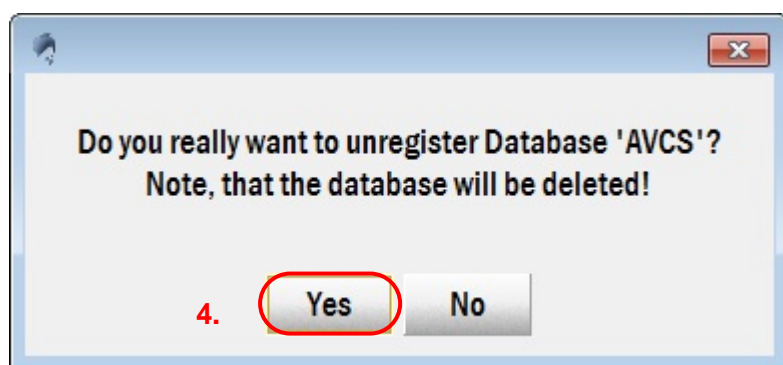 Do you really want to unregister Database 'AVCS'?
Note, that the database will be deleted!
4. Yes No